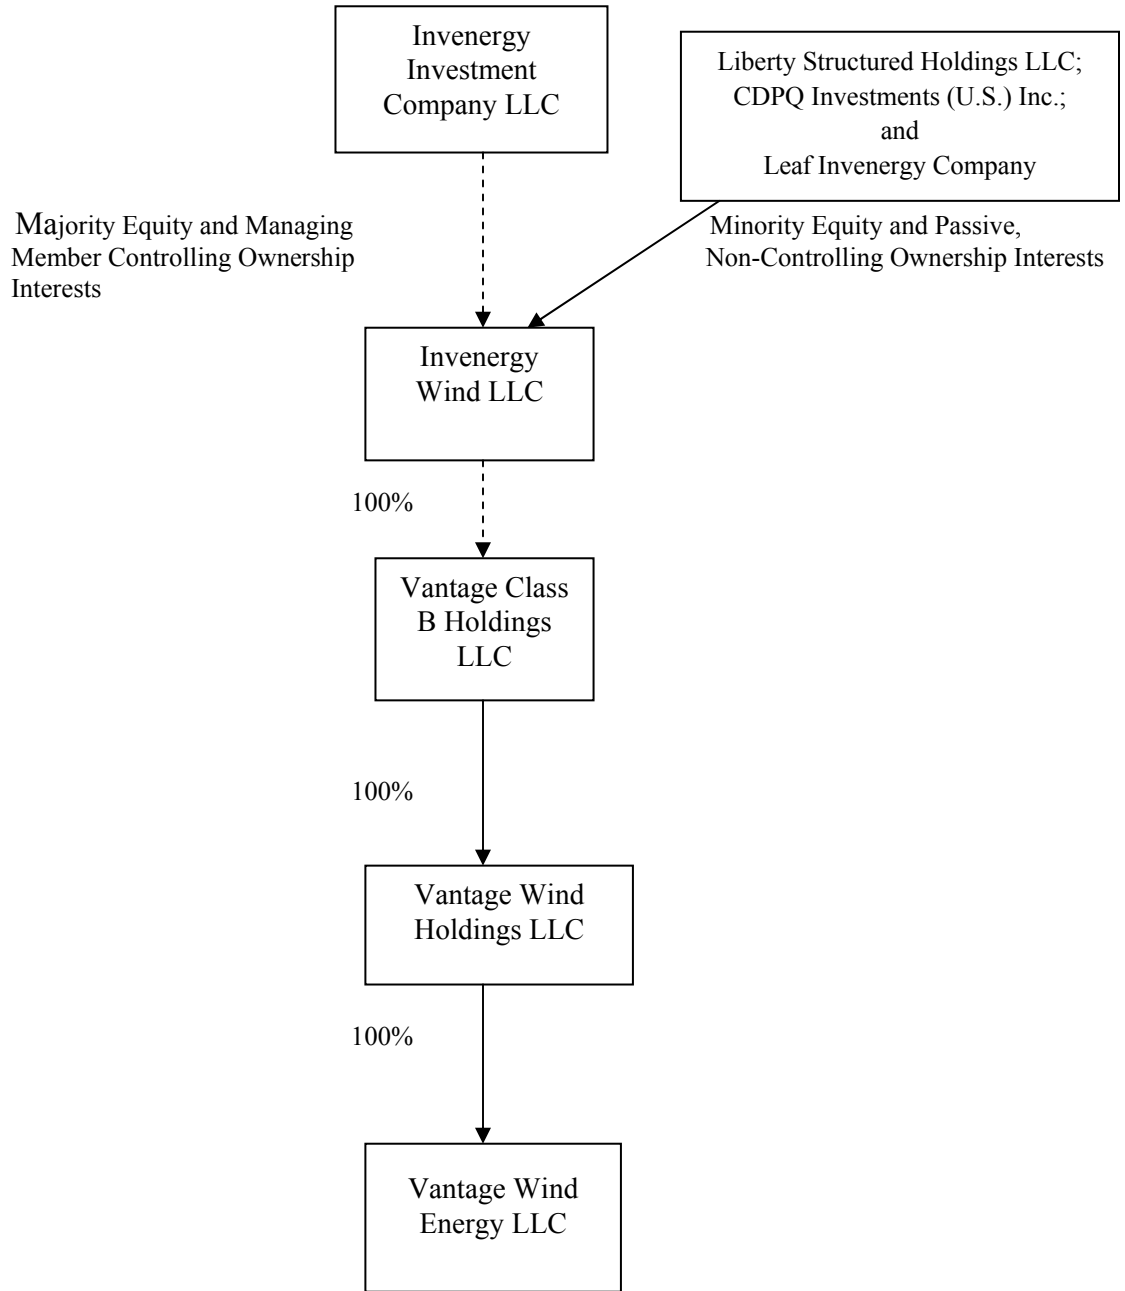 Invenergy
Investment
Company LLC
Liberty Structured Holdings LLC;
CDPQ Investments (U.S.) Inc.;
and
Leaf Invenergy Company
Majority Equity and Managing
Member Controlling Ownership
Interests
Minority Equity and Passive,
Non-Controlling Ownership Interests
Invenergy
Wind LLC
100%
Vantage Class
B Holdings
LLC
100%
Vantage Wind
Holdings LLC
100%
Vantage Wind
Energy LLC